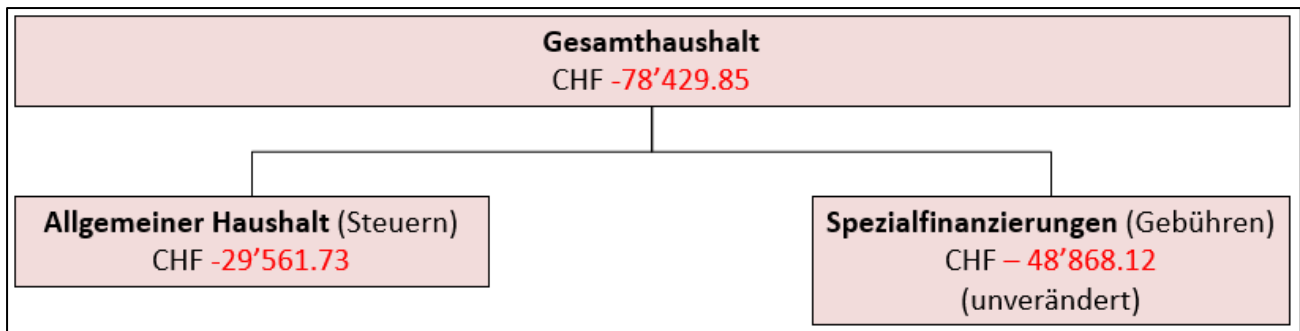 Gesamthaushalt
CHF -78’429.85
Allgemeiner Haushalt (Steuern)
CHF -29’561.73
Spezialfinanzierungen (Gebühren)
CHF – 48’868.12
(unverändert)